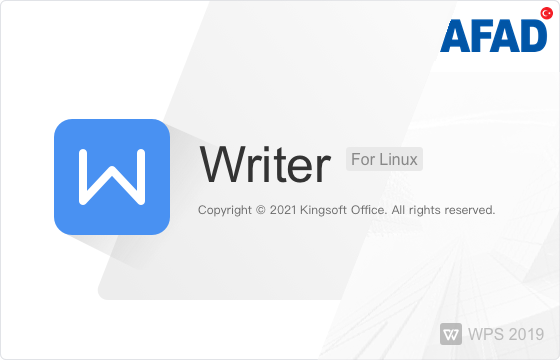 AFAD
Writer For Linux
Copyright © 2021 Kingsoft Office. All rights reserved.
WPS 2019